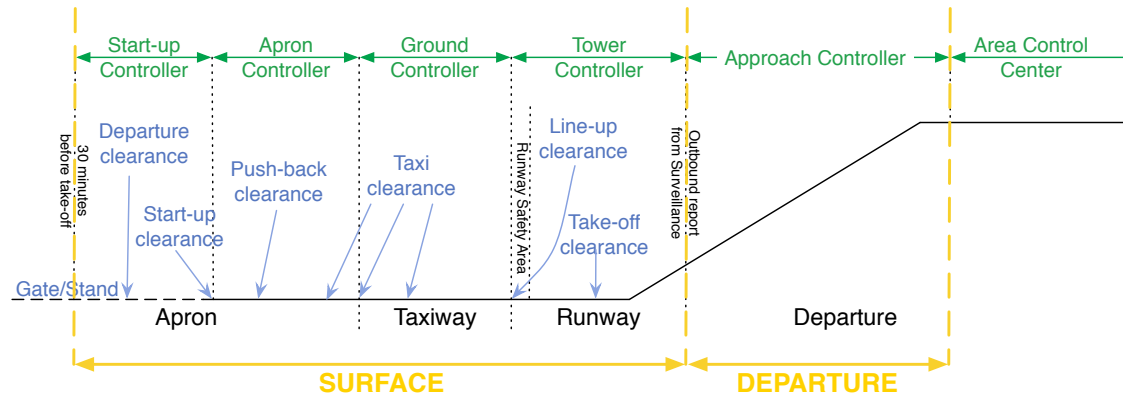 Start-up
Controller
Apron
Controller
Ground
Controller
Tower
Controller
Approach Controller
Area Control
Center
30 minutes
before take-off
Departure
clearance
Start-up
clearance
Push-back
clearance
Taxi
clearance
Runway Safety Area
Line-up
clearance
Take-off
clearance
Outbound report
from Surveillance
Gate/Stand
Apron
Taxiway
Runway
Departure
SURFACE
DEPARTURE